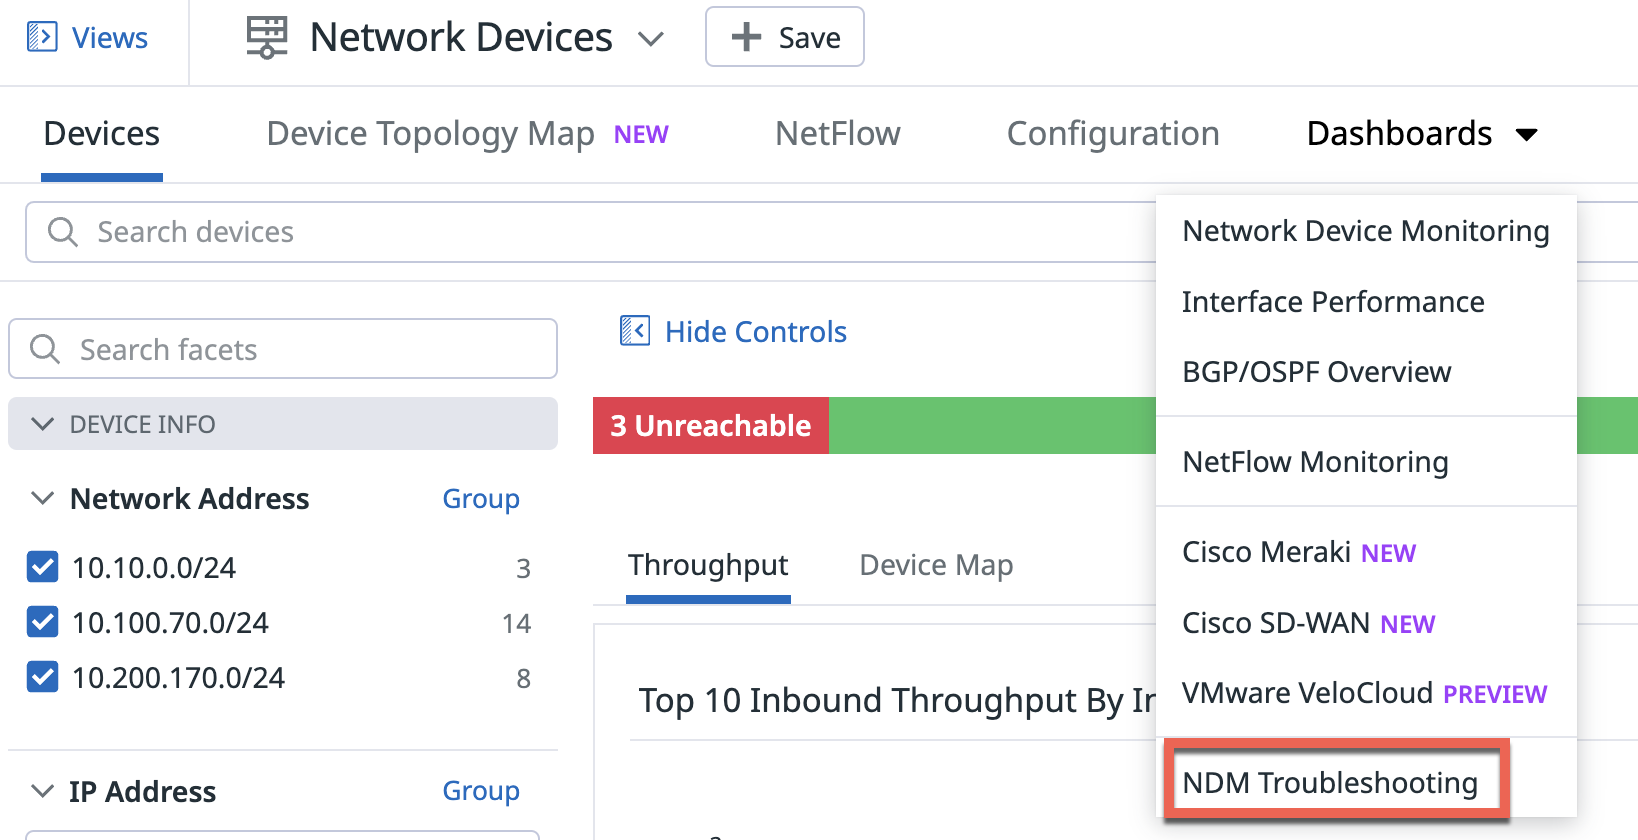 Views
Network Devices
Save
Devices
Device Topology Map NEW
NetFlow
Configuration
Dashboards
Search devices
Network Device Monitoring
Interface Performance
BGP/OSPF Overview
NetFlow Monitoring
Cisco Meraki NEW
Cisco SD-WAN NEW
VMware VeloCloud PREVIEW
NDM Troubleshooting
Search facets
DEVICE INFO
Network Address Group
10.10.0.0/24 3
10.100.70.0/24 14
10.200.170.0/24 8
IP Address Group
Hide Controls
3 Unreachable
Throughput
Device Map
Top 10 Inbound Throughput By